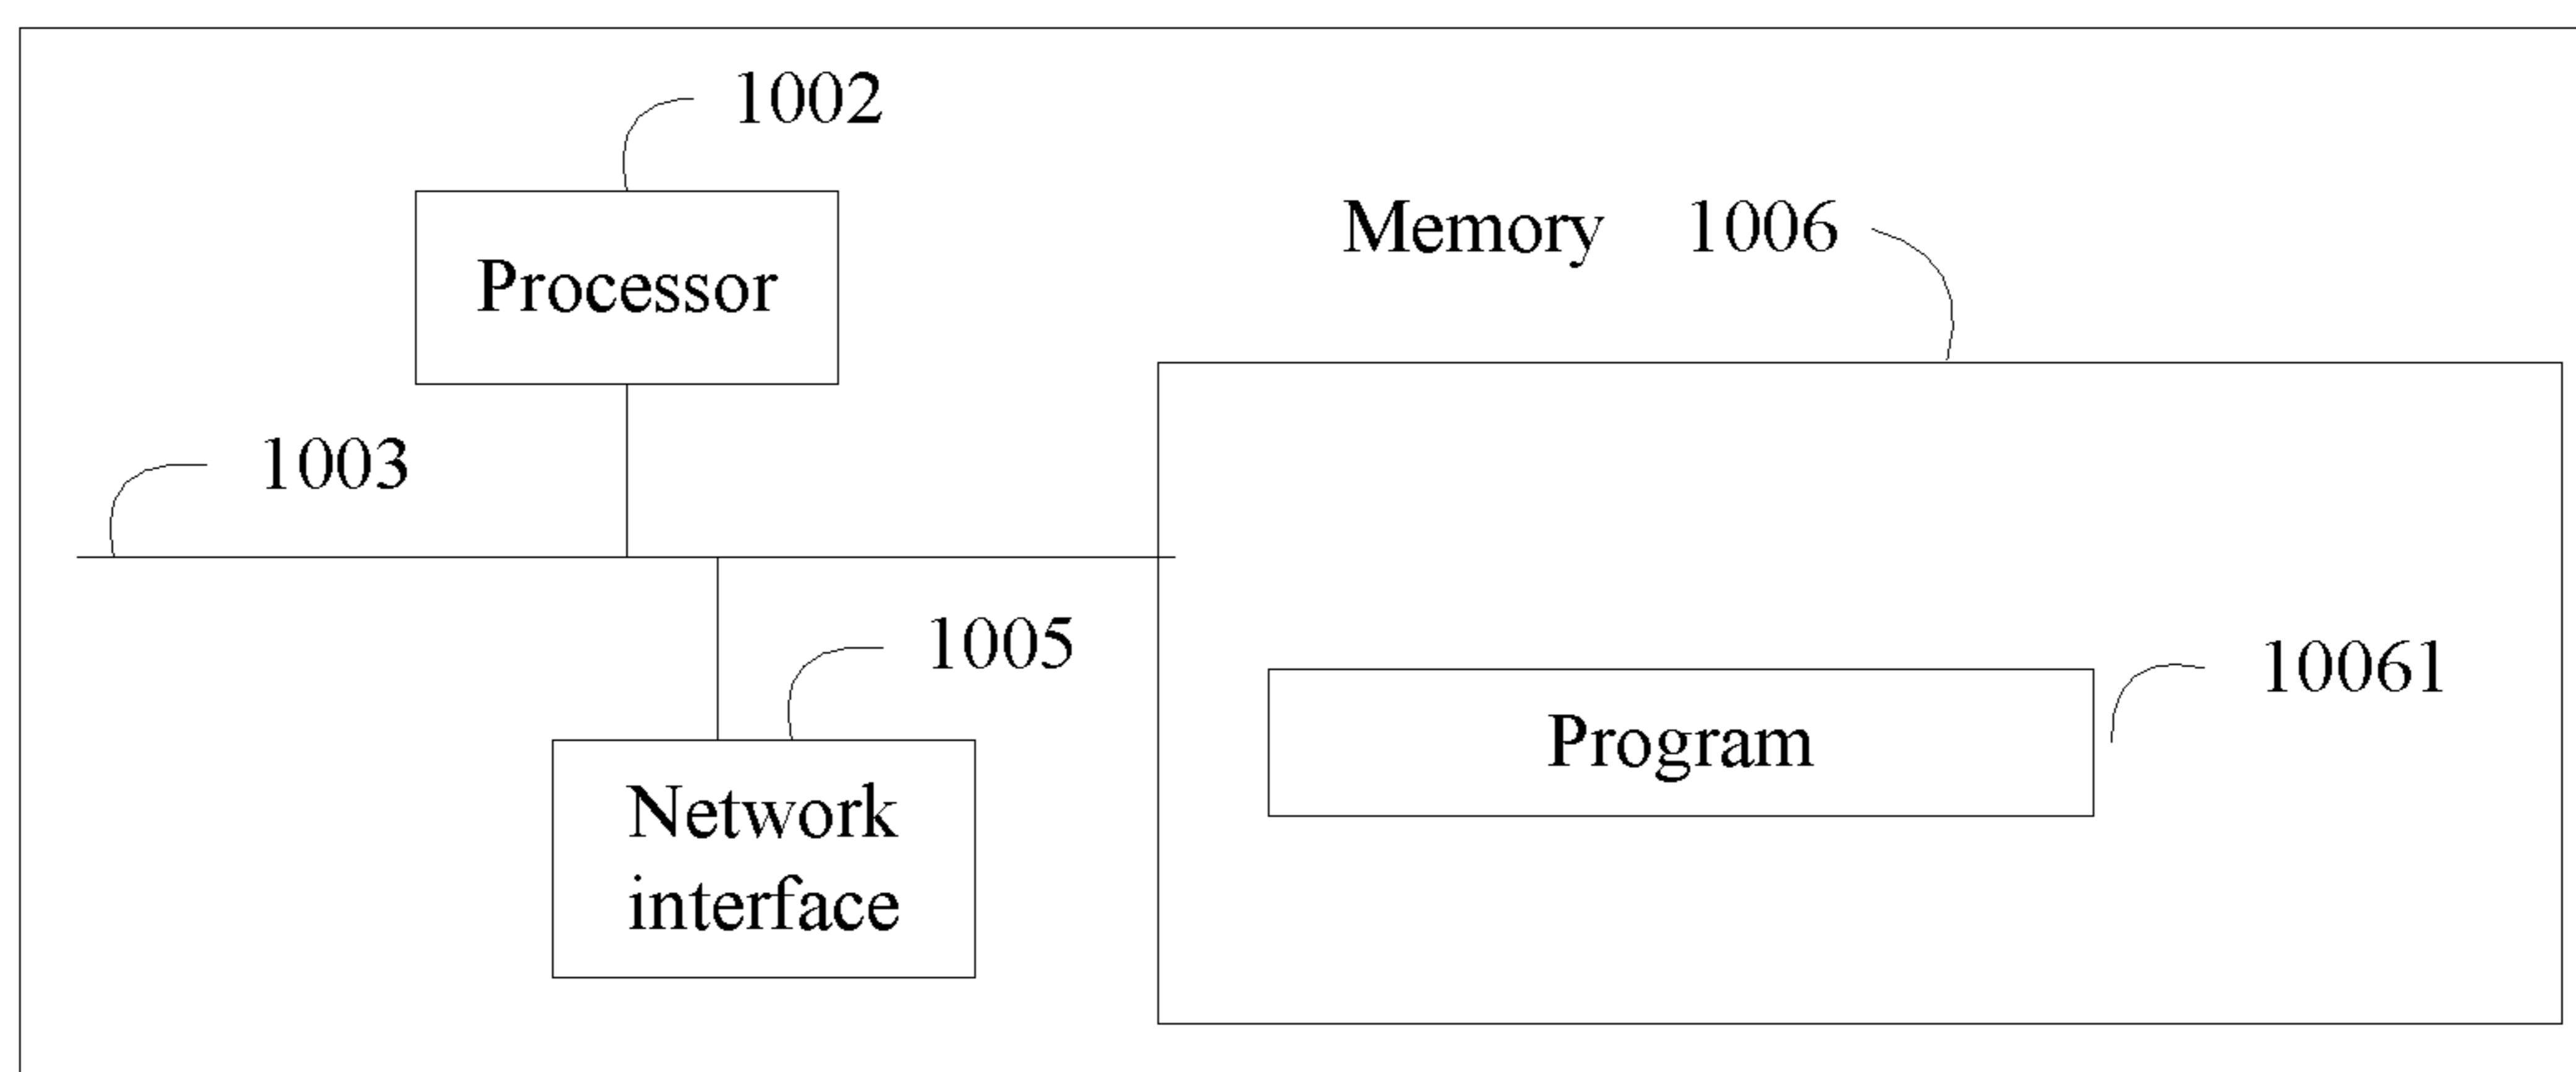 1002
Processor
Memory 1006
1003
1005
Network
interface
10061
Program